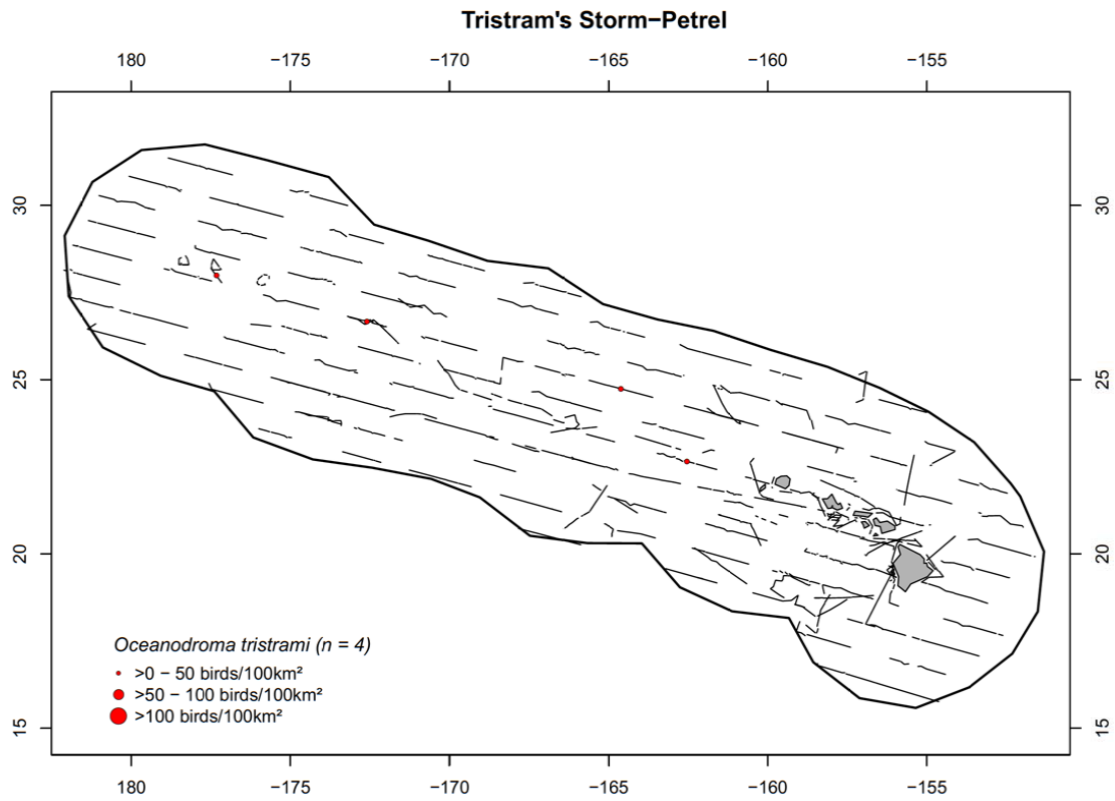 Tristram's Storm−Petrel
180 −175 −170 −165 −160 −155
30 30
25 25
20 20
15 15
Oceanodroma tristrami (n = 4)
>0 − 50 birds/100km²
>50 − 100 birds/100km²
>100 birds/100km²
180 −175 −170 −165 −160 −155